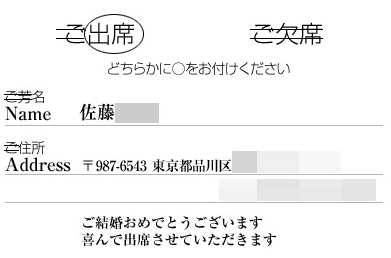 ご出席 ご欠席
どちらかに○をお付けください
ご芳名
Name 佐藤
ご住所
Address 〒987-6543 東京都品川区
ご結婚おめでとうございます
喜んで出席させていただきます